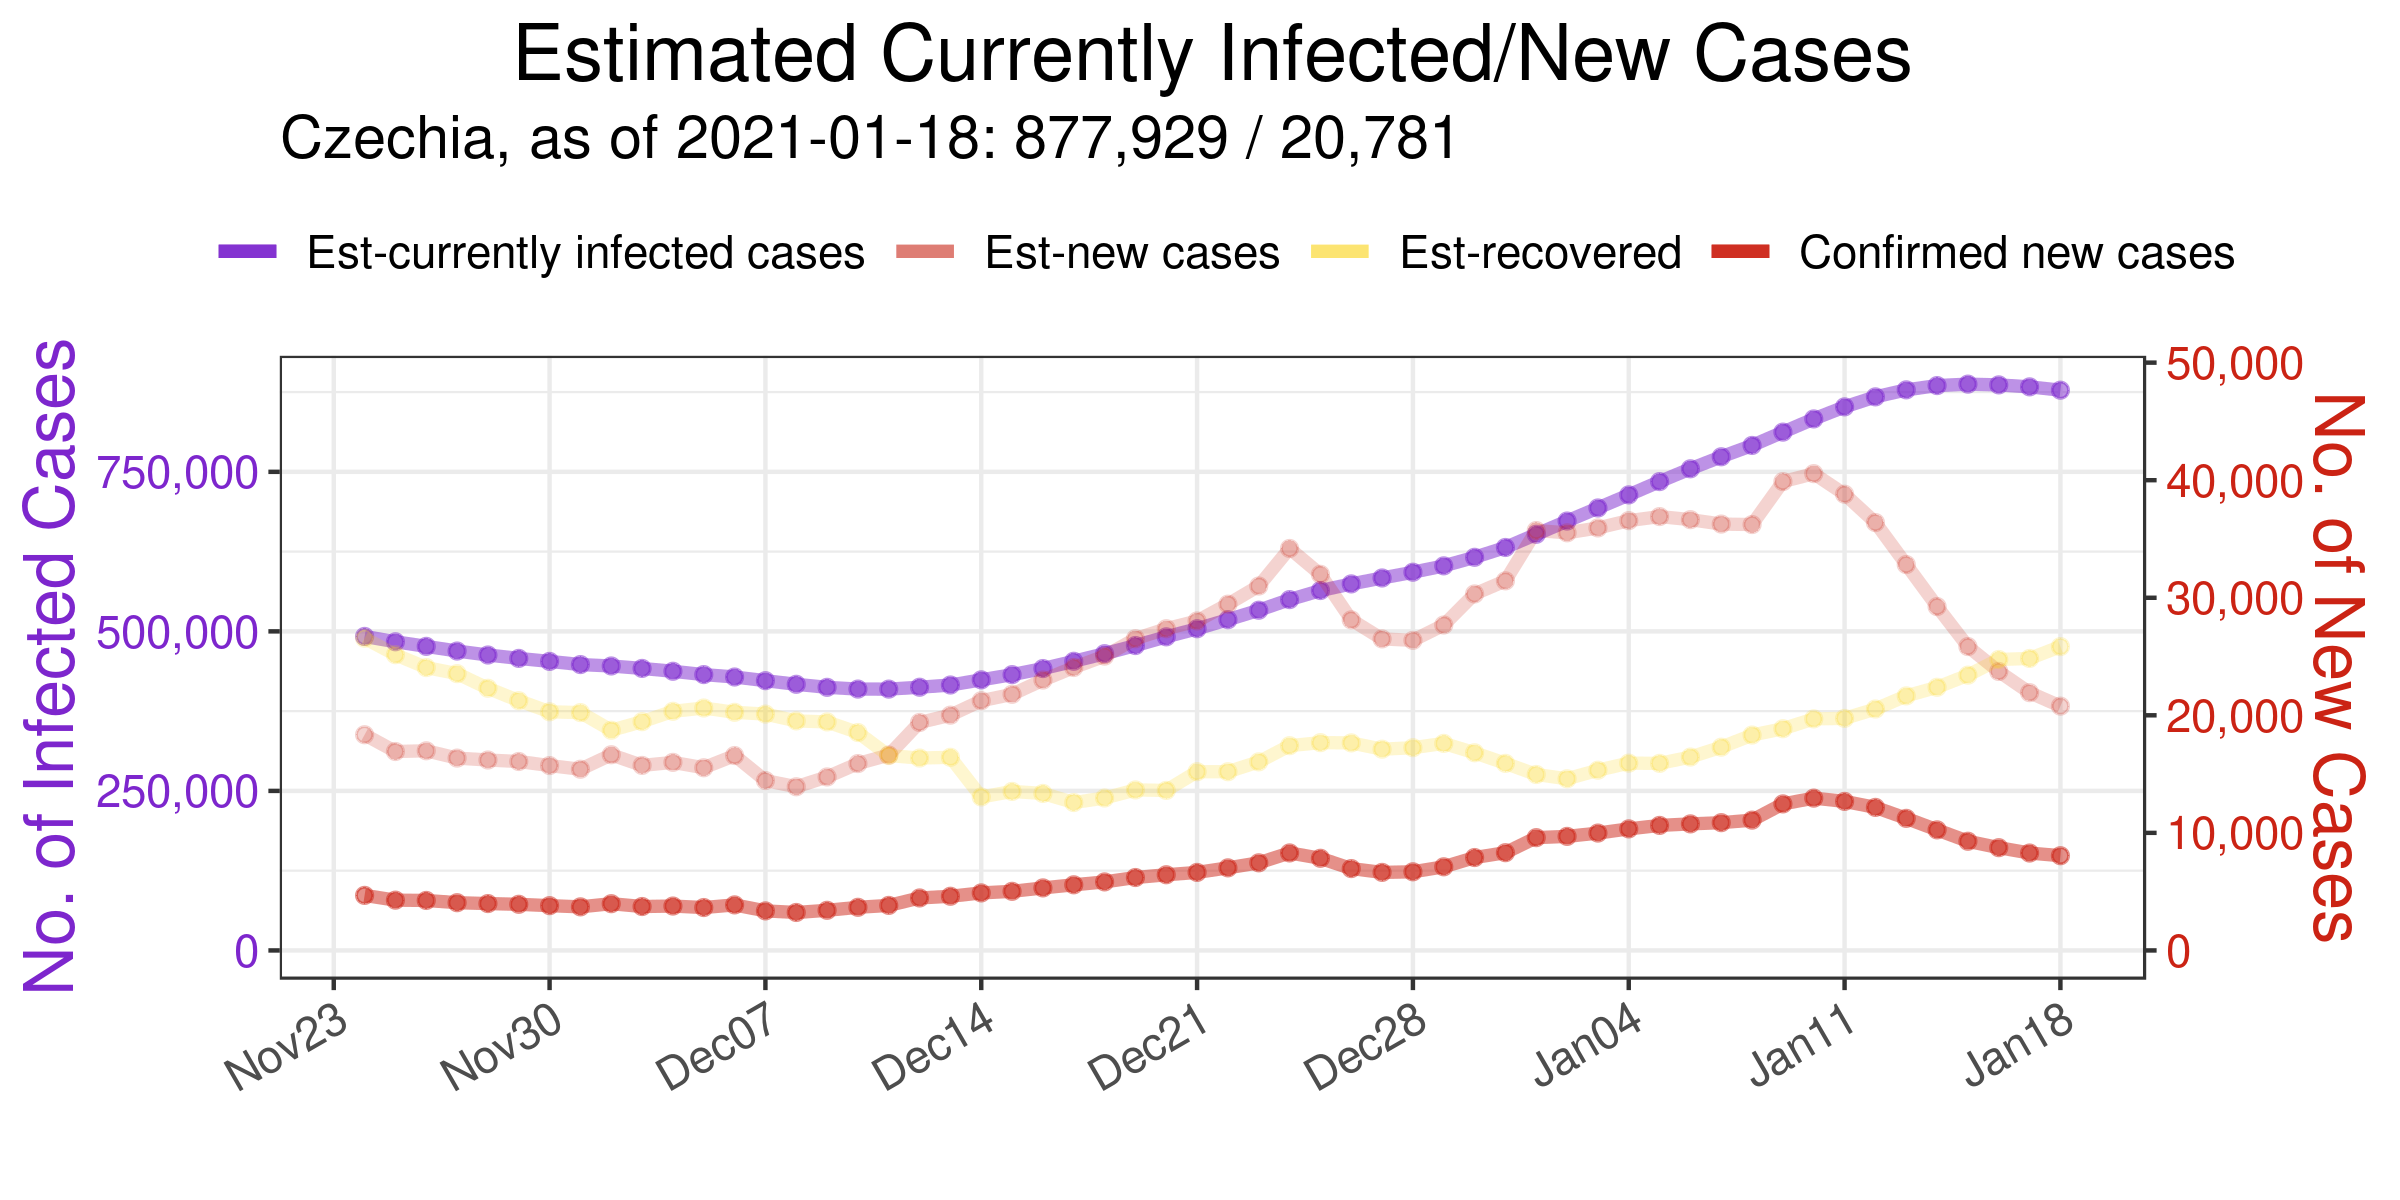 Estimated Currently Infected/New Cases
Czechia, as of 2021-01-18: 877,929 / 20,781
Est-currently infected cases
Est-new cases
Est-recovered
Confirmed new cases
No. of Infected Cases
750,000
500,000
250,000
0
50,000
40,000
30,000
20,000
10,000
0
No. of New Cases
Nov23
Nov30
Dec07
Dec14
Dec21
Dec28
Jan04
Jan11
Jan18